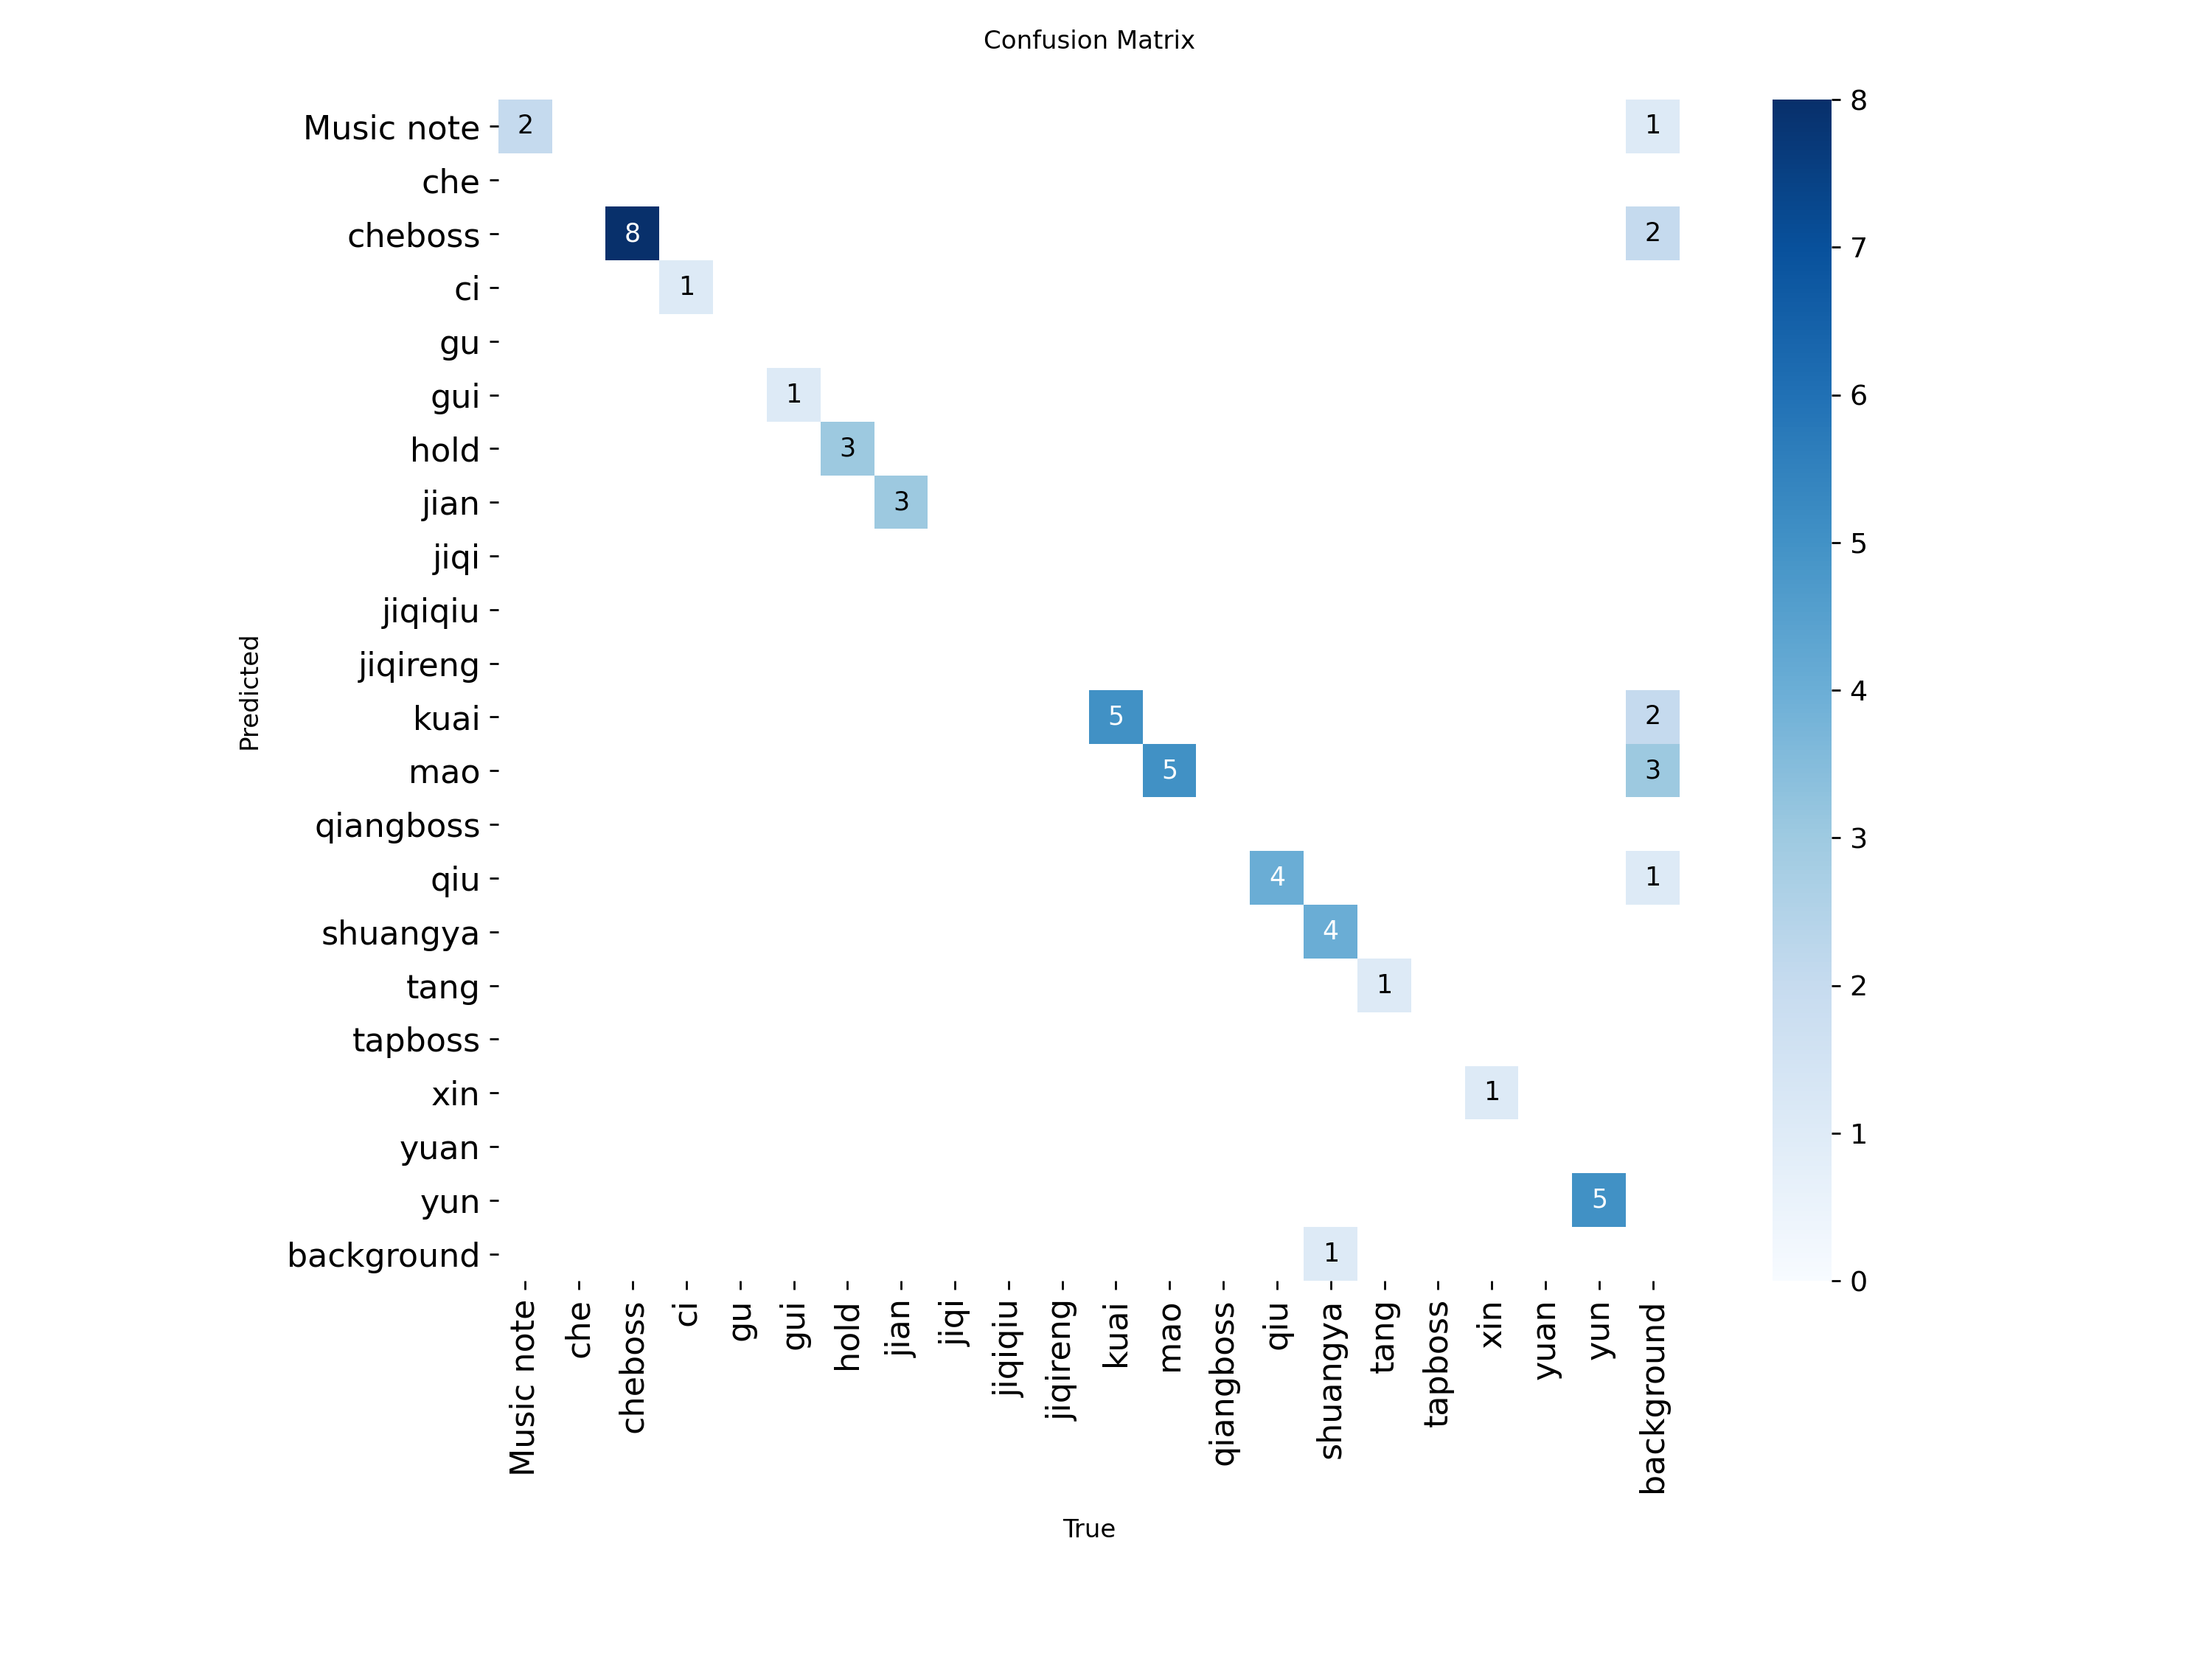 Confusion Matrix
Music note 2 1
che
cheboss 8 2
ci 1
gu
gui 1
hold 3
jian 3
jiqi
jiqiqiu
jiqireng
kuai 5 2
mao 5 3
qiangboss
qiu 4 1
shuangya 4
tang 1
tapboss
xin 1
yuan
yun 5
background 1
Predicted
Music note
che
cheboss
ci
gu
gui
hold
jian
jiqi
jiqiqiu
jiqireng
kuai
mao
qiangboss
qiu
shuangya
tang
tapboss
xin
yuan
yun
background
True
8
7
6
5
4
3
2
1
0